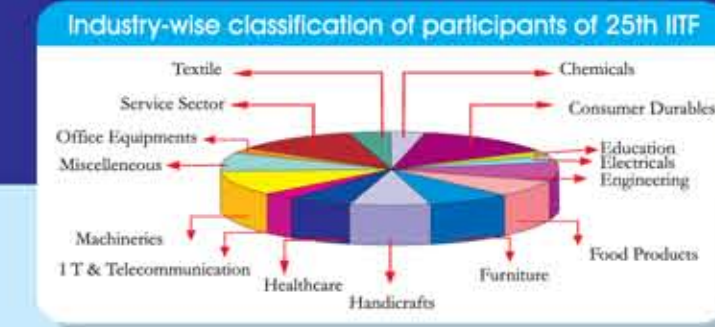 Industry-wise classification of participants of 25th IITF
Textile
Chemicals
Service Sector
Consumer Durables
Office Equipments
Education
Miscelleneous
Electricals
Engineering
Machineries
Food Products
I T & Telecommunication
Furniture
Healthcare
Handicrafts